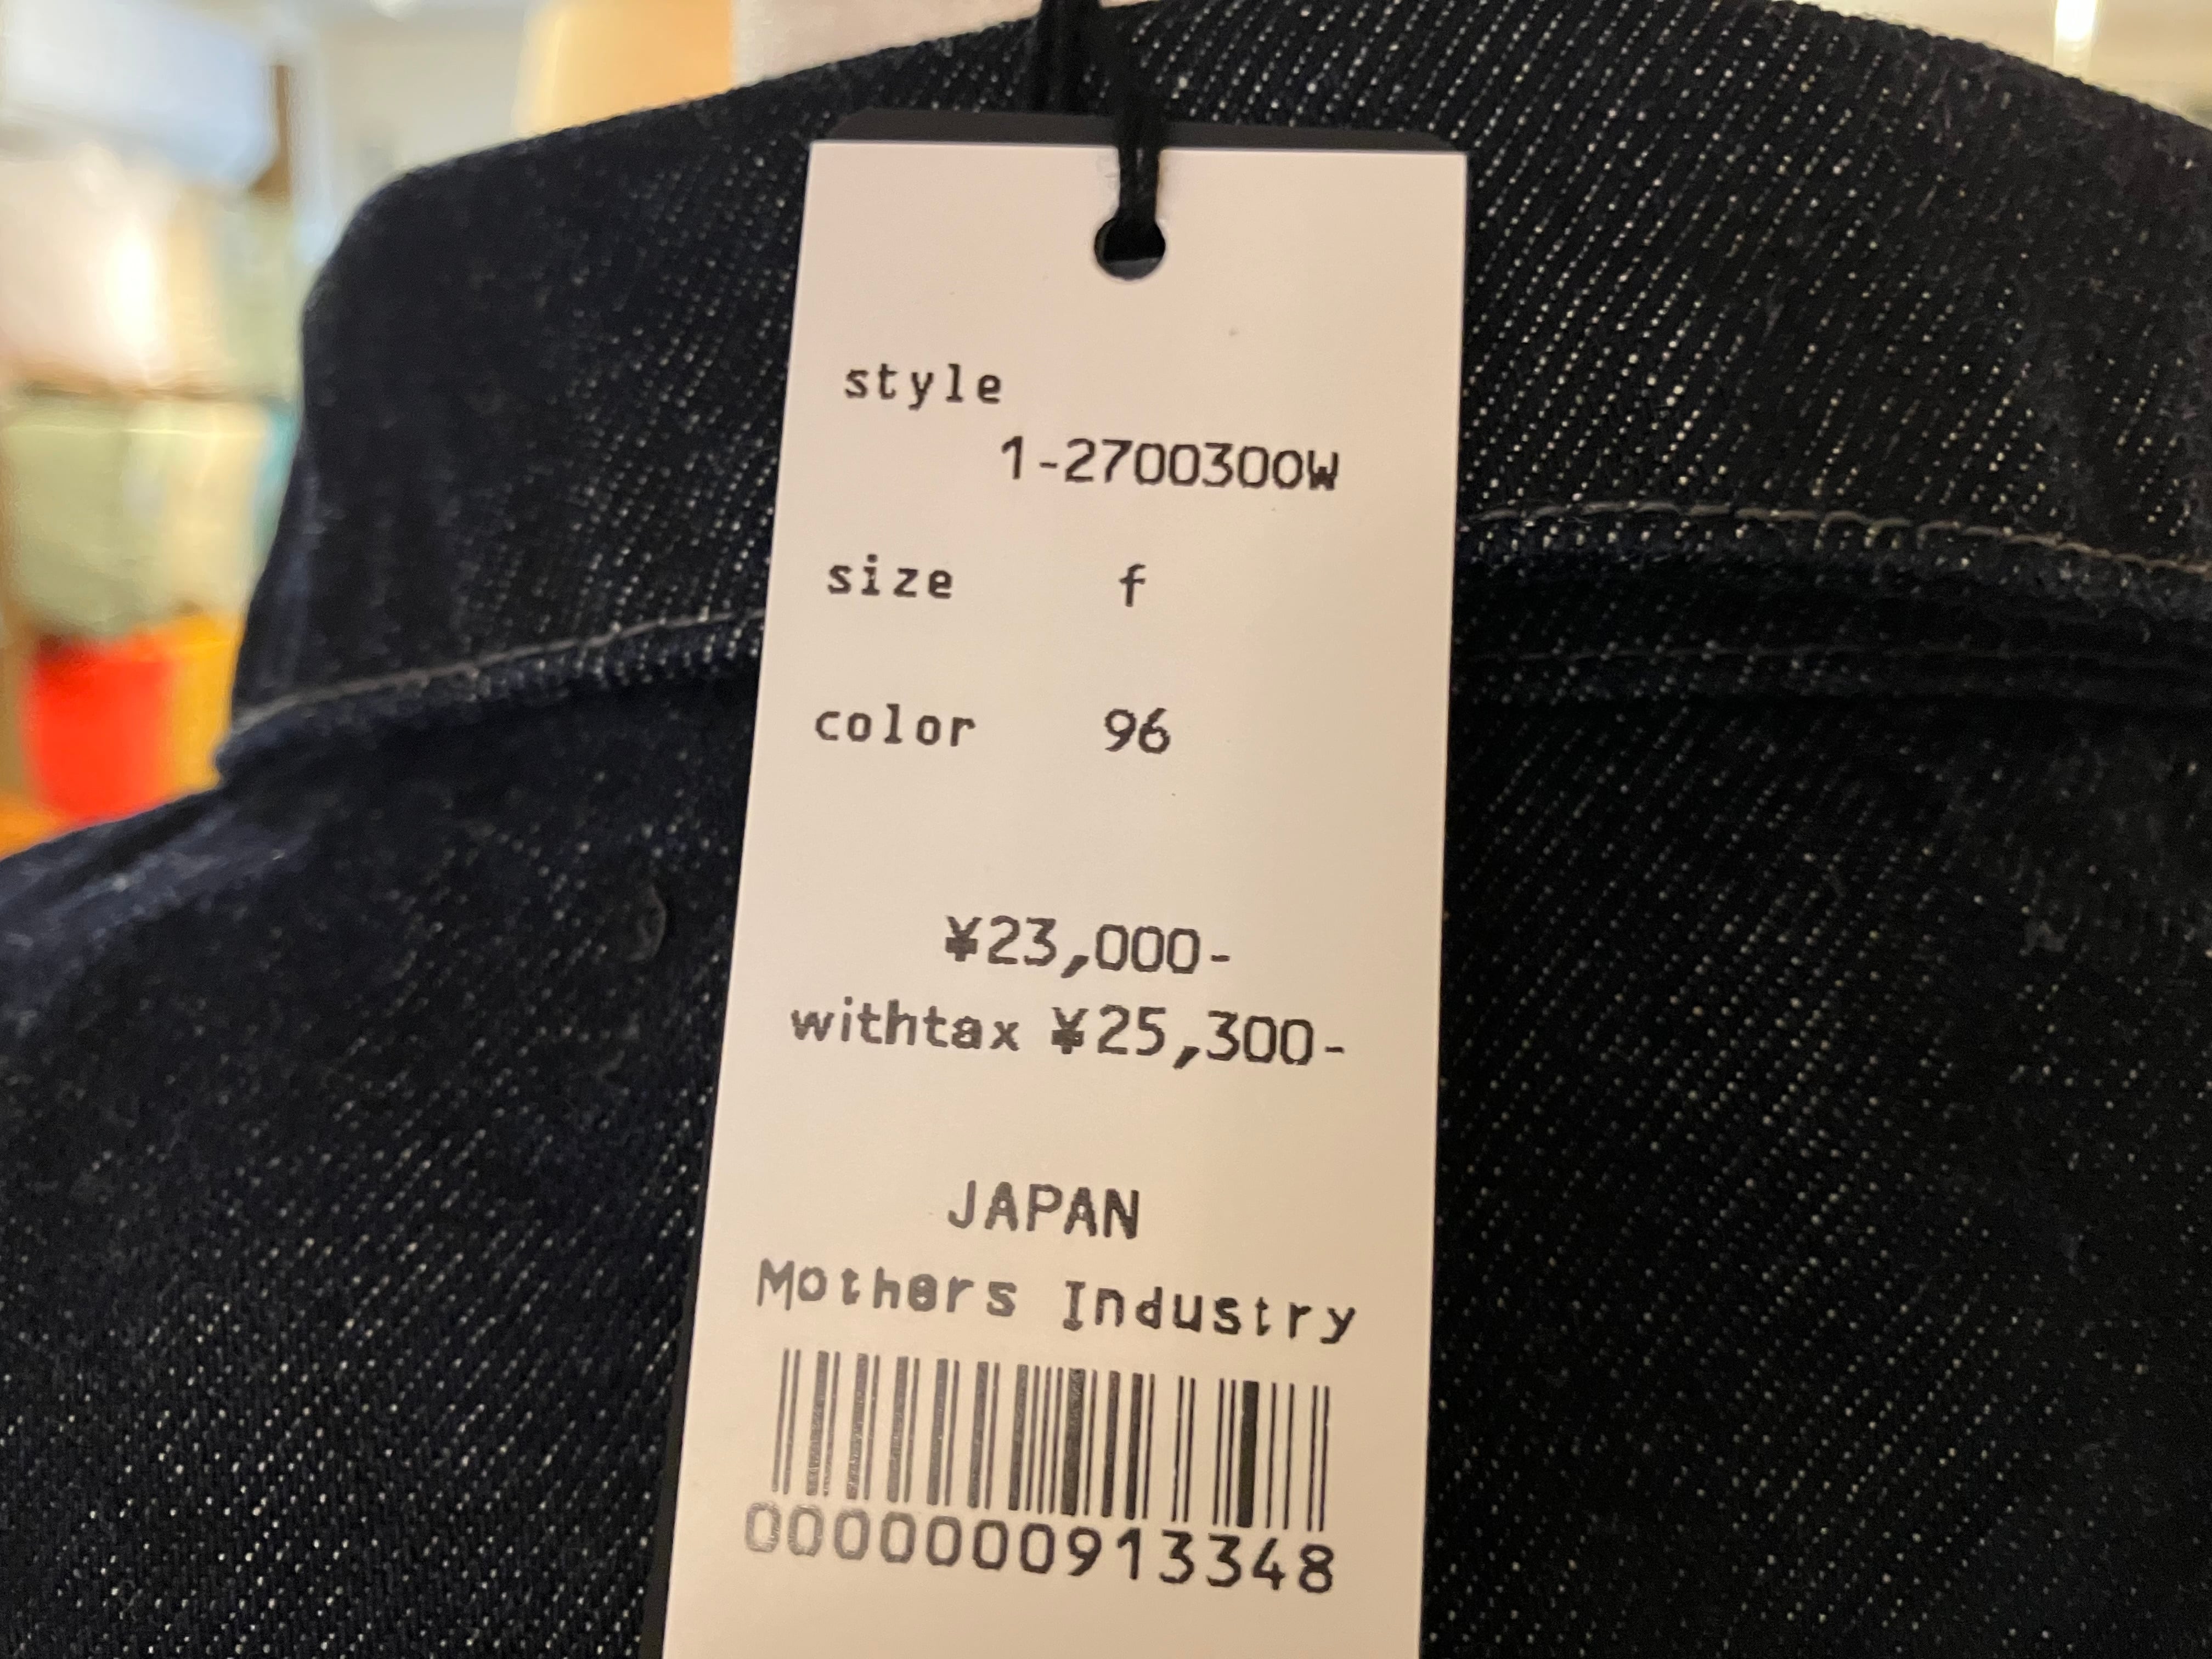 style
1-2700300W
size f
color 96
¥23,000-
withtax ¥25,300-
JAPAN
Mothers Industry
0000000913348